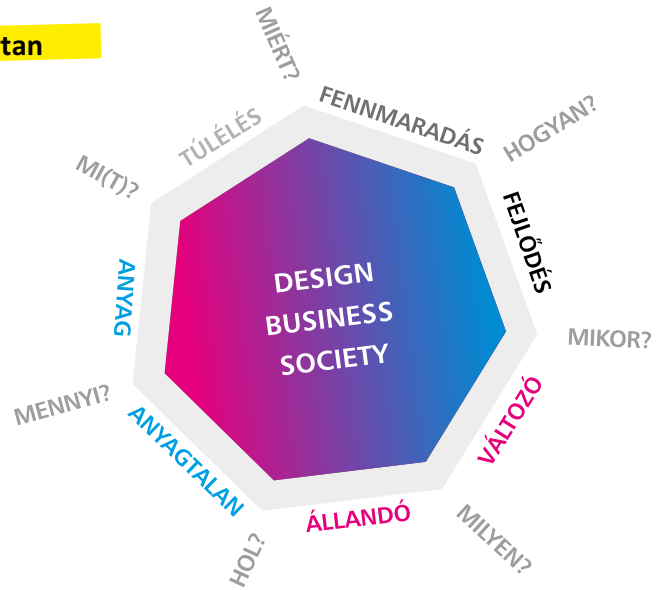 tan
MIÉRT?
FENNMARADÁS
HOGYAN?
FEJLŐDÉS
MIKOR?
VÁLTOZÓ
MILYEN?
ÁLLANDÓ
HOL?
ANYAGTALAN
MENNYI?
ANYAG
MI(T)?
TÚLÉLÉS
DESIGN
BUSINESS
SOCIETY